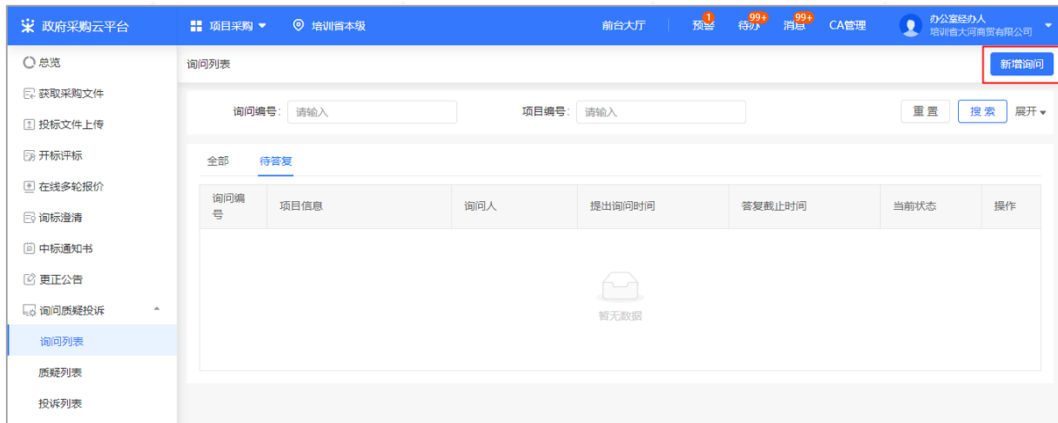 政府采购云平台
项目采购
培训省本级
前台大厅
预警 1
待办 99+
消息 99+
CA管理
办公室经办人
培训省大河商贸有限公司
总览
获取采购文件
投标文件上传
开标评标
在线多轮报价
询标澄清
中标通知书
更正公告
询问质疑投诉
询问列表
质疑列表
投诉列表
询问列表
新增询问
询问编号: 请输入
项目编号: 请输入
重置
搜索
展开
全部
待答复
询问编号
项目信息
询问人
提出询问时间
答复截止时间
当前状态
操作
暂无数据